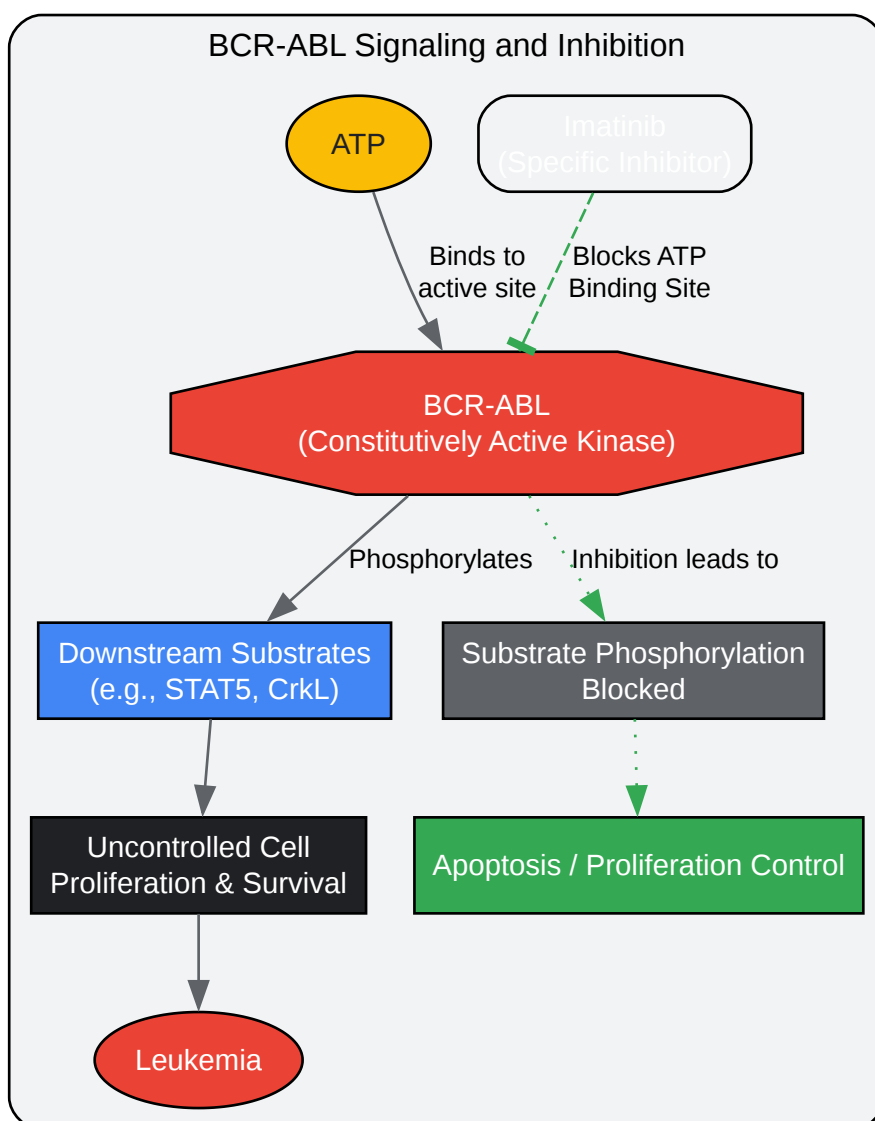 BCR-ABL Signaling and Inhibition
ATP
Imatinib
(Specific Inhibitor)
Binds to
active site
Blocks ATP
Binding Site
BCR-ABL
(Constitutively Active Kinase)
Phosphorylates
Inhibition leads to
Downstream Substrates
(e.g., STAT5, CrkL)
Substrate Phosphorylation
Blocked
Uncontrolled Cell
Proliferation & Survival
Apoptosis / Proliferation Control
Leukemia